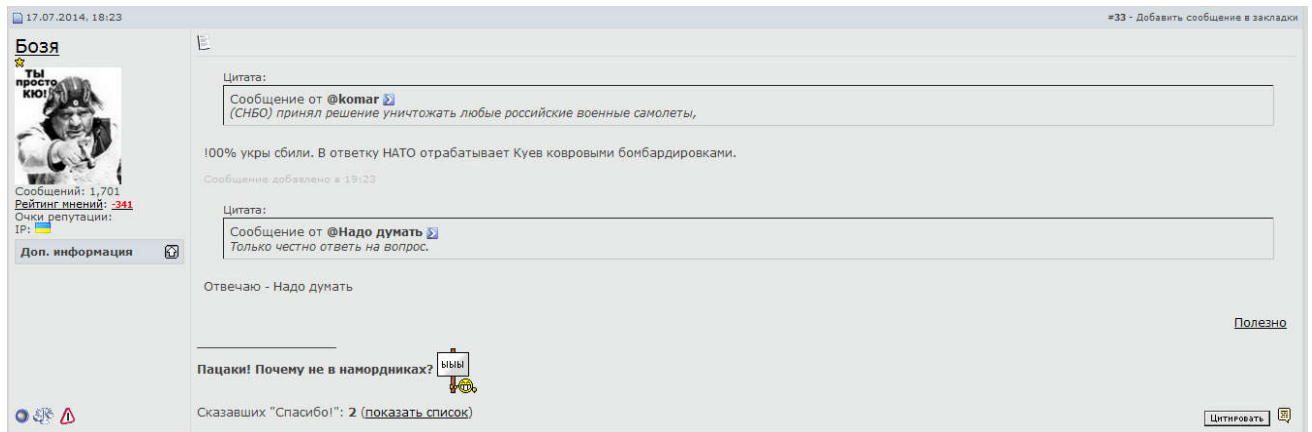 17.07.2014, 18:23
#33 - Добавить сообщение в закладки
Бозя
ТЫ
просто
КЮ!
Сообщений: 1,701
Рейтинг мнений: -341
Очки репутации:
IP:
Доп. информация
Цитата:
Сообщение от @komar
(СНБО) принял решение уничтожать любые российские военные самолеты,
!00% укры сбили. В ответку НАТО отрабатывает Куев ковровыми бомбардировками.
Сообщение добавлено в 19:23
Цитата:
Сообщение от @Надо думать
Только честно ответь на вопрос.
Отвечаю - Надо думать
Полезно
Пацаки! Почему не в намордниках?
ЫЫЫ
Сказавших "Спасибо!": 2 (показать список)
Цитировать